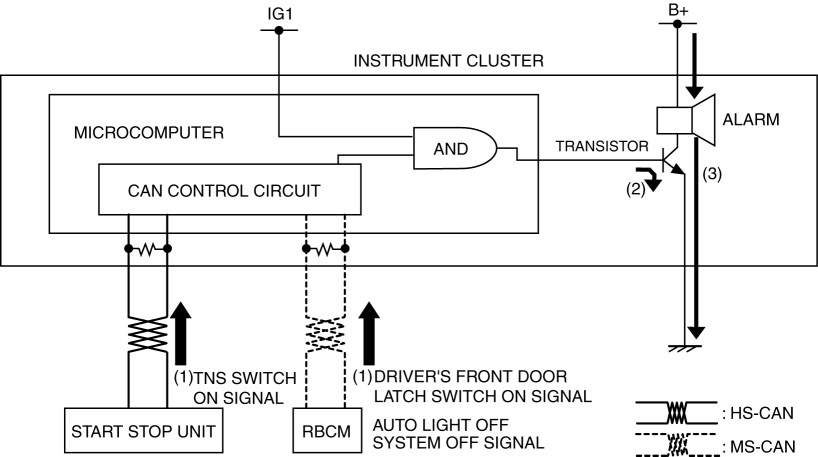 IG1
B+
INSTRUMENT CLUSTER
MICROCOMPUTER
ALARM
AND
TRANSISTOR
CAN CONTROL CIRCUIT
(2)
(3)
(1) TNS SWITCH
ON SIGNAL
(1) DRIVER'S FRONT DOOR
LATCH SWITCH ON SIGNAL
START STOP UNIT
RBCM
AUTO LIGHT OFF
SYSTEM OFF SIGNAL
: HS-CAN
: MS-CAN